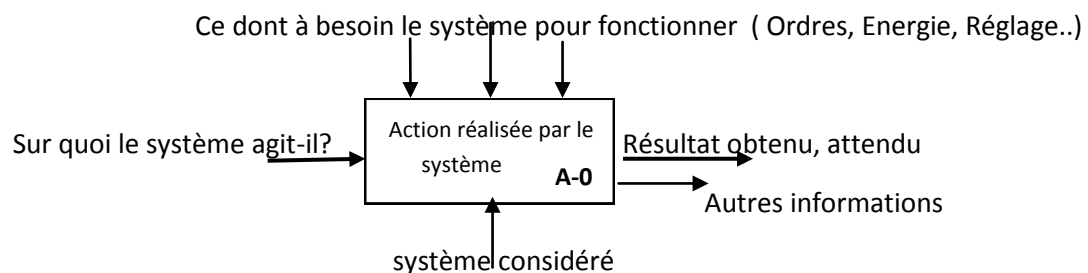 Ce dont à besoin le système pour fonctionner ( Ordres, Energie, Réglage..)
Sur quoi le système agit-il?
Action réalisée par le
système
A-0
Résultat obtenu, attendu
Autres informations
système considéré